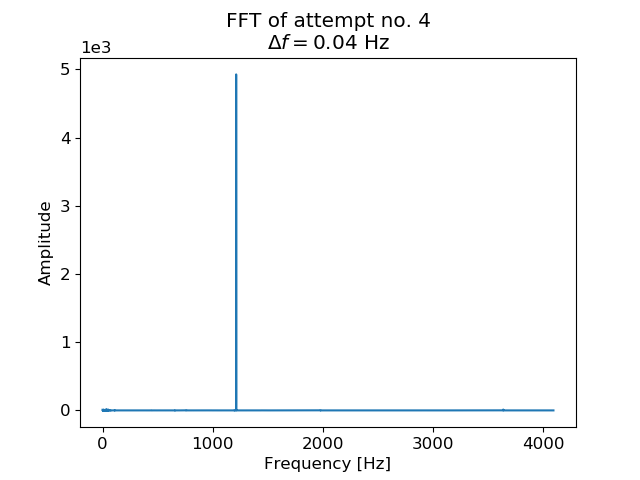 FFT of attempt no. 4
Δf = 0.04 Hz
1e3
5
4
3
2
1
0
Amplitude
0 1000 2000 3000 4000
Frequency [Hz]